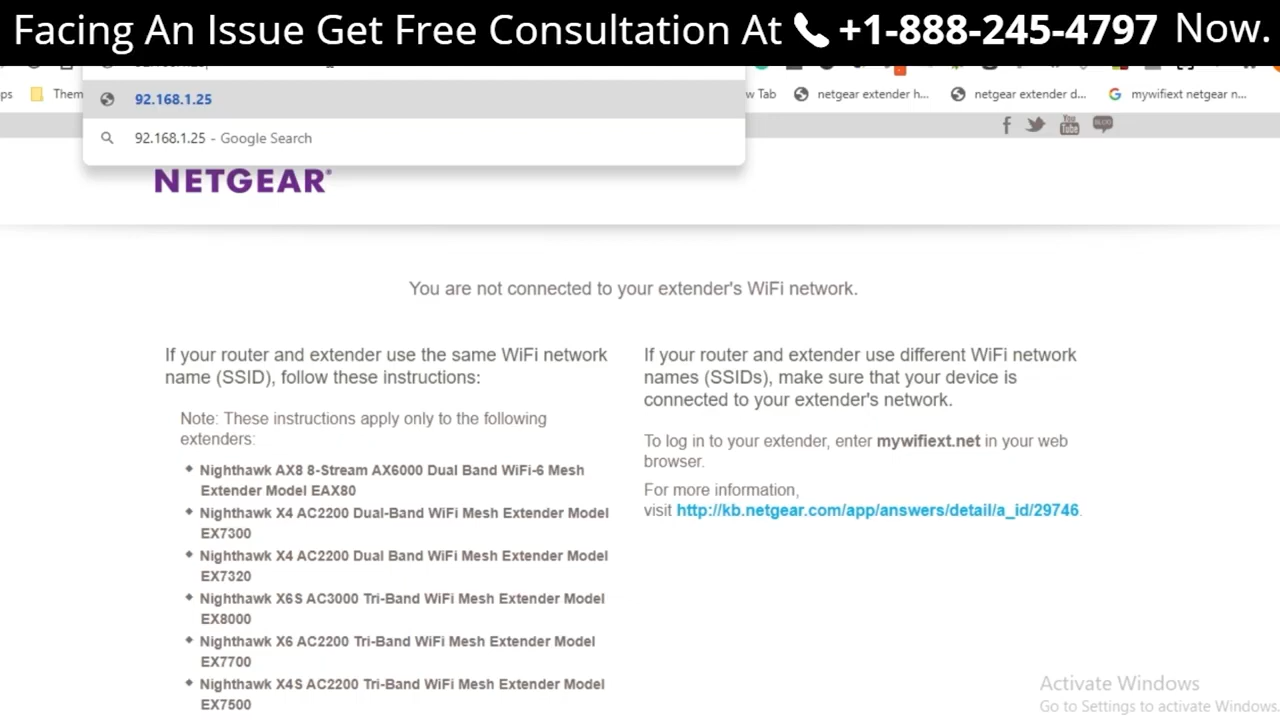 Facing An Issue Get Free Consultation At +1-888-245-4797 Now.
ps Them 92.168.1.25 w Tab netgear extender h... netgear extender d... mywifiext netgear n...
92.168.1.25 - Google Search
You Tube BLOG
NETGEAR®
You are not connected to your extender's WiFi network.
If your router and extender use the same WiFi network
name (SSID), follow these instructions:
Note: These instructions apply only to the following
extenders:
Nighthawk AX8 8-Stream AX6000 Dual Band WiFi-6 Mesh
Extender Model EAX80
Nighthawk X4 AC2200 Dual-Band WiFi Mesh Extender Model
EX7300
Nighthawk X4 AC2200 Dual Band WiFi Mesh Extender Model
EX7320
Nighthawk X6S AC3000 Tri-Band WiFi Mesh Extender Model
EX8000
Nighthawk X6 AC2200 Tri-Band WiFi Mesh Extender Model
EX7700
Nighthawk X4S AC2200 Tri-Band WiFi Mesh Extender Model
EX7500
If your router and extender use different WiFi network
names (SSIDs), make sure that your device is
connected to your extender's network.
To log in to your extender, enter mywifiext.net in your web
browser.
For more information,
visit http://kb.netgear.com/app/answers/detail/a_id/29746.
Activate Windows
Go to Settings to activate Windows.